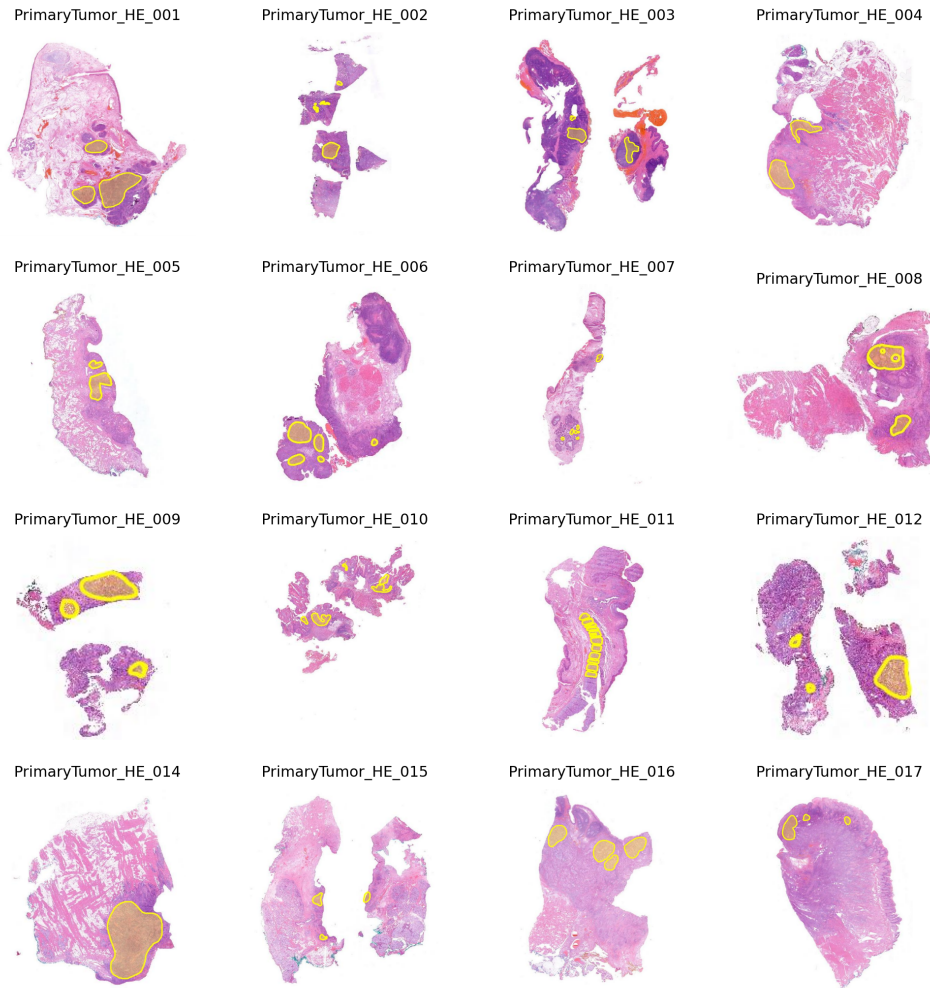 PrimaryTumor_HE_001
PrimaryTumor_HE_002
PrimaryTumor_HE_003
PrimaryTumor_HE_004
PrimaryTumor_HE_005
PrimaryTumor_HE_006
PrimaryTumor_HE_007
PrimaryTumor_HE_008
PrimaryTumor_HE_009
PrimaryTumor_HE_010
PrimaryTumor_HE_011
PrimaryTumor_HE_012
PrimaryTumor_HE_014
PrimaryTumor_HE_015
PrimaryTumor_HE_016
PrimaryTumor_HE_017